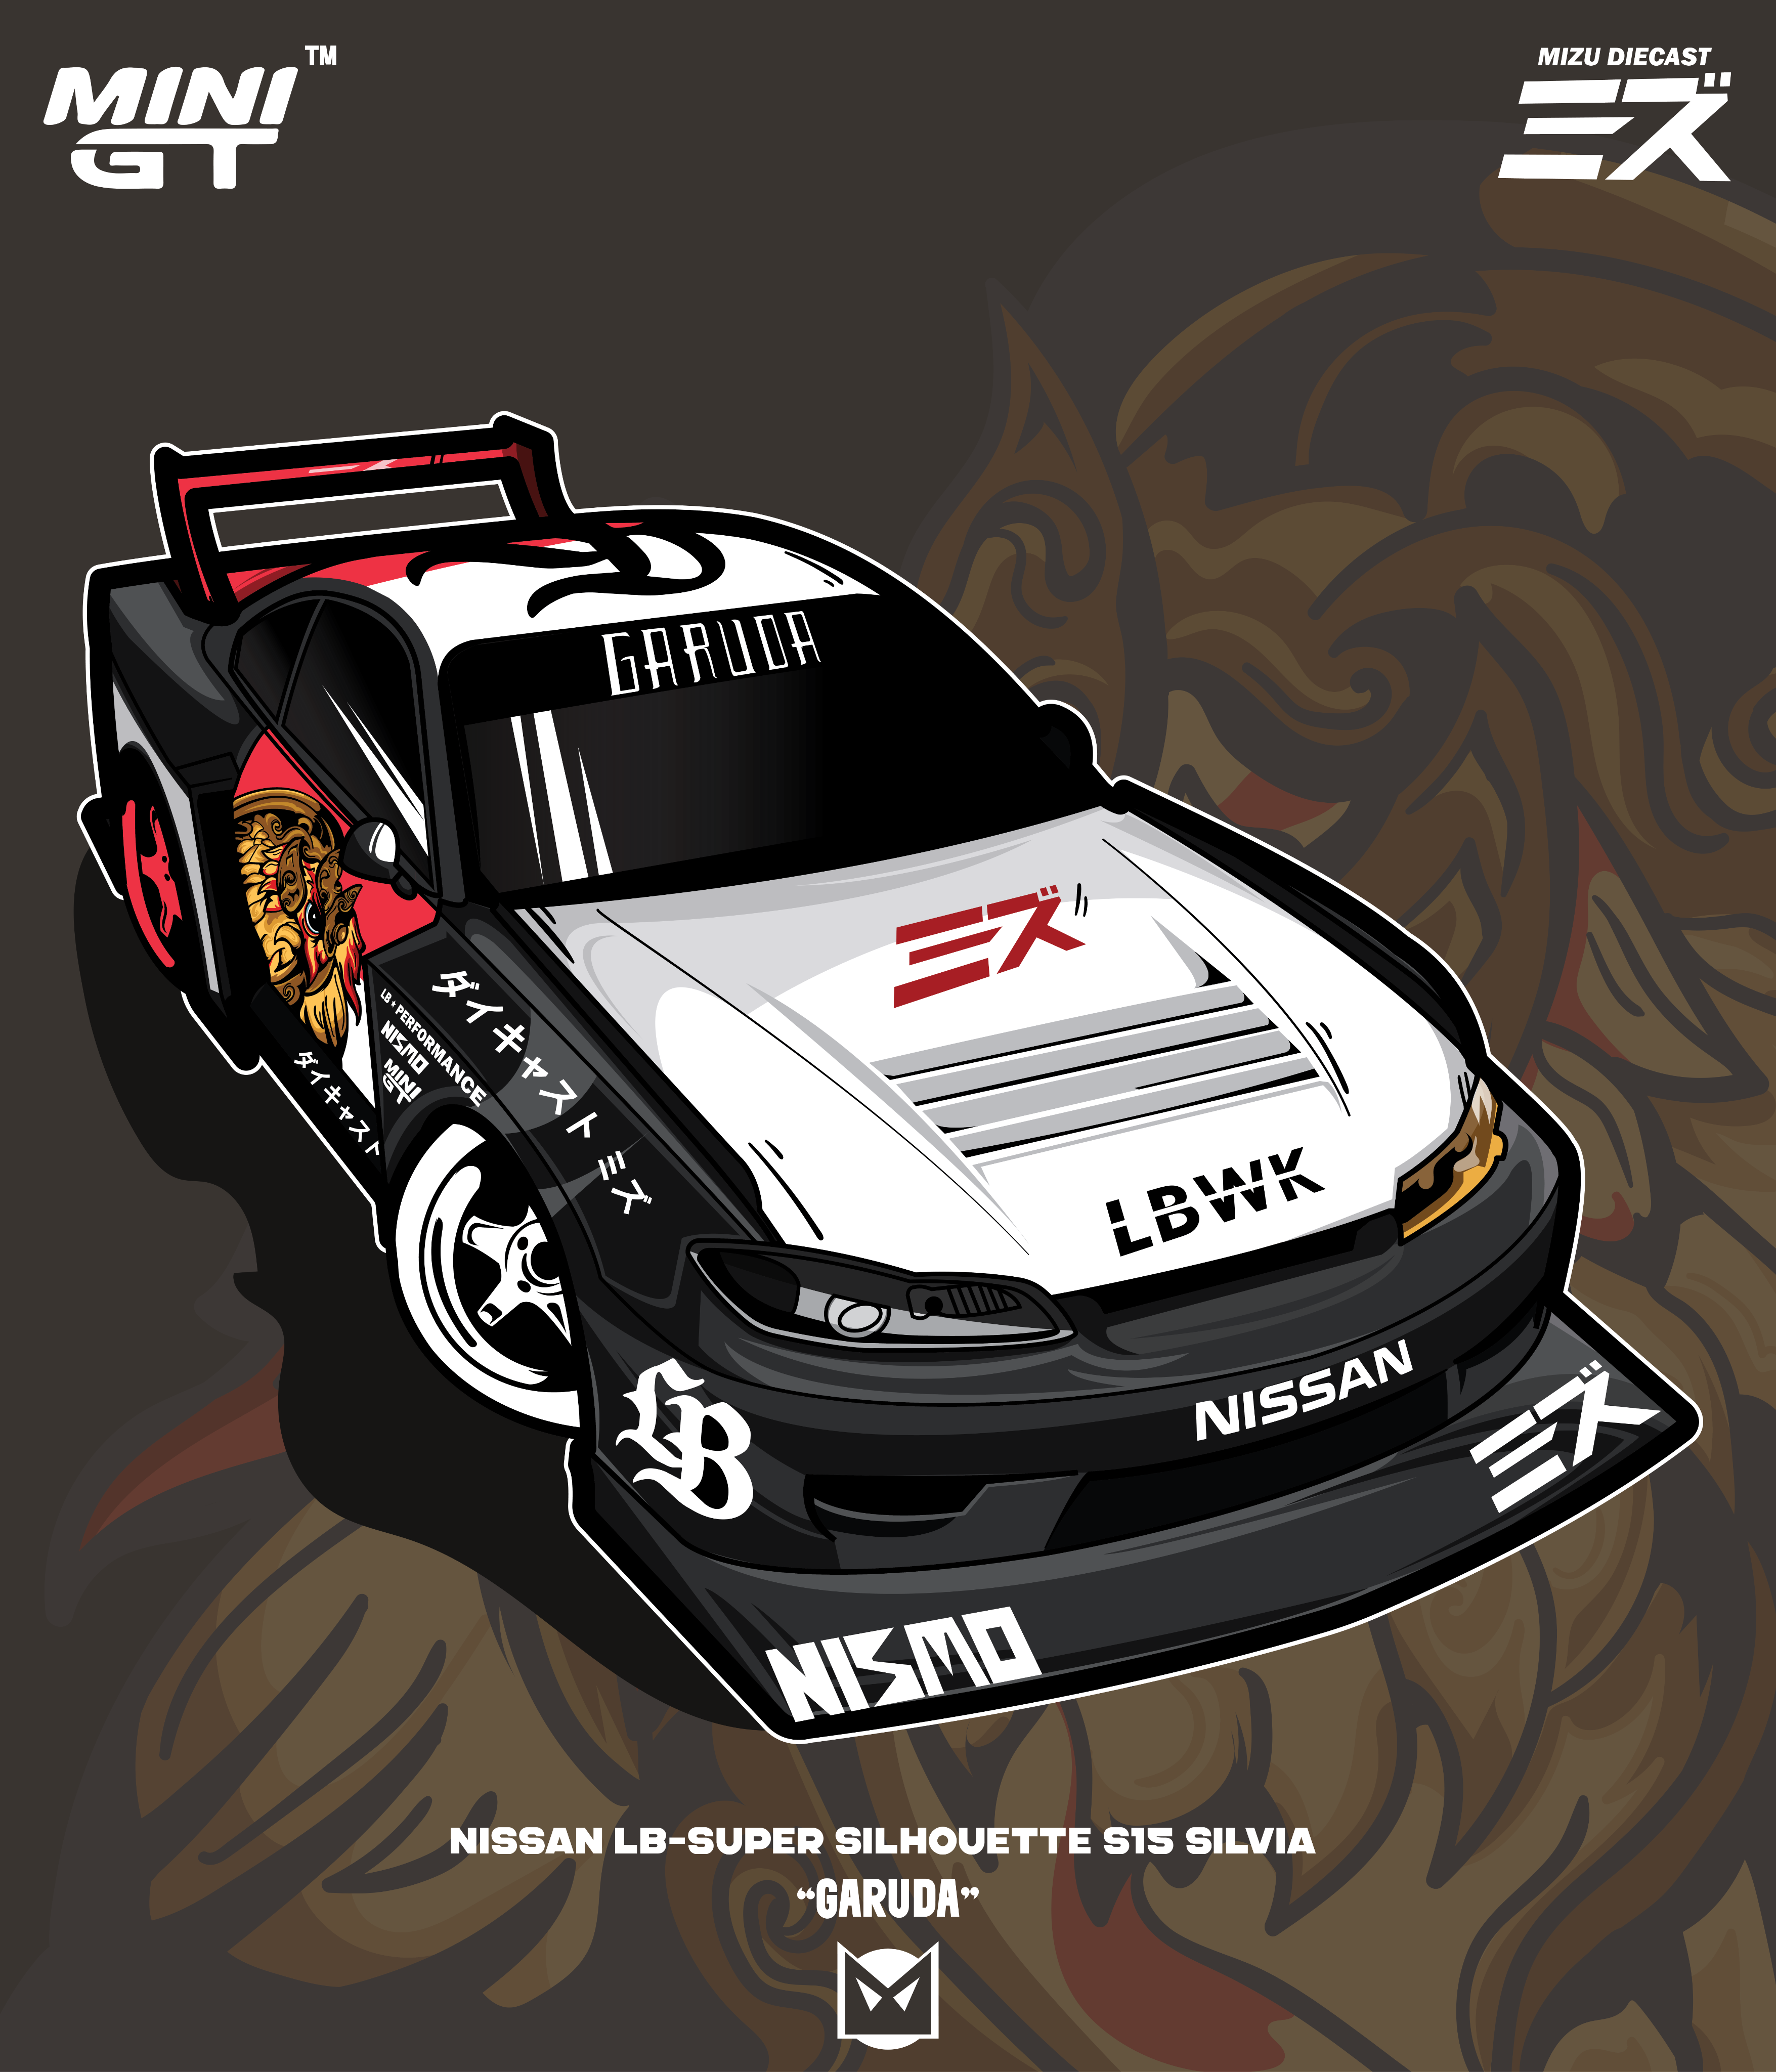 MINI GT™
MIZU DIECAST
ミズ
GARUDA
ミズ
LBWK
ダイキャストミズ
LB★PERFORMANCE
NISMO
MINI GT
ダイキャスト
LB
NISSAN
ミズ
NISMO
NISSAN LB-SUPER SILHOUETTE S15 SILVIA
“GARUDA”